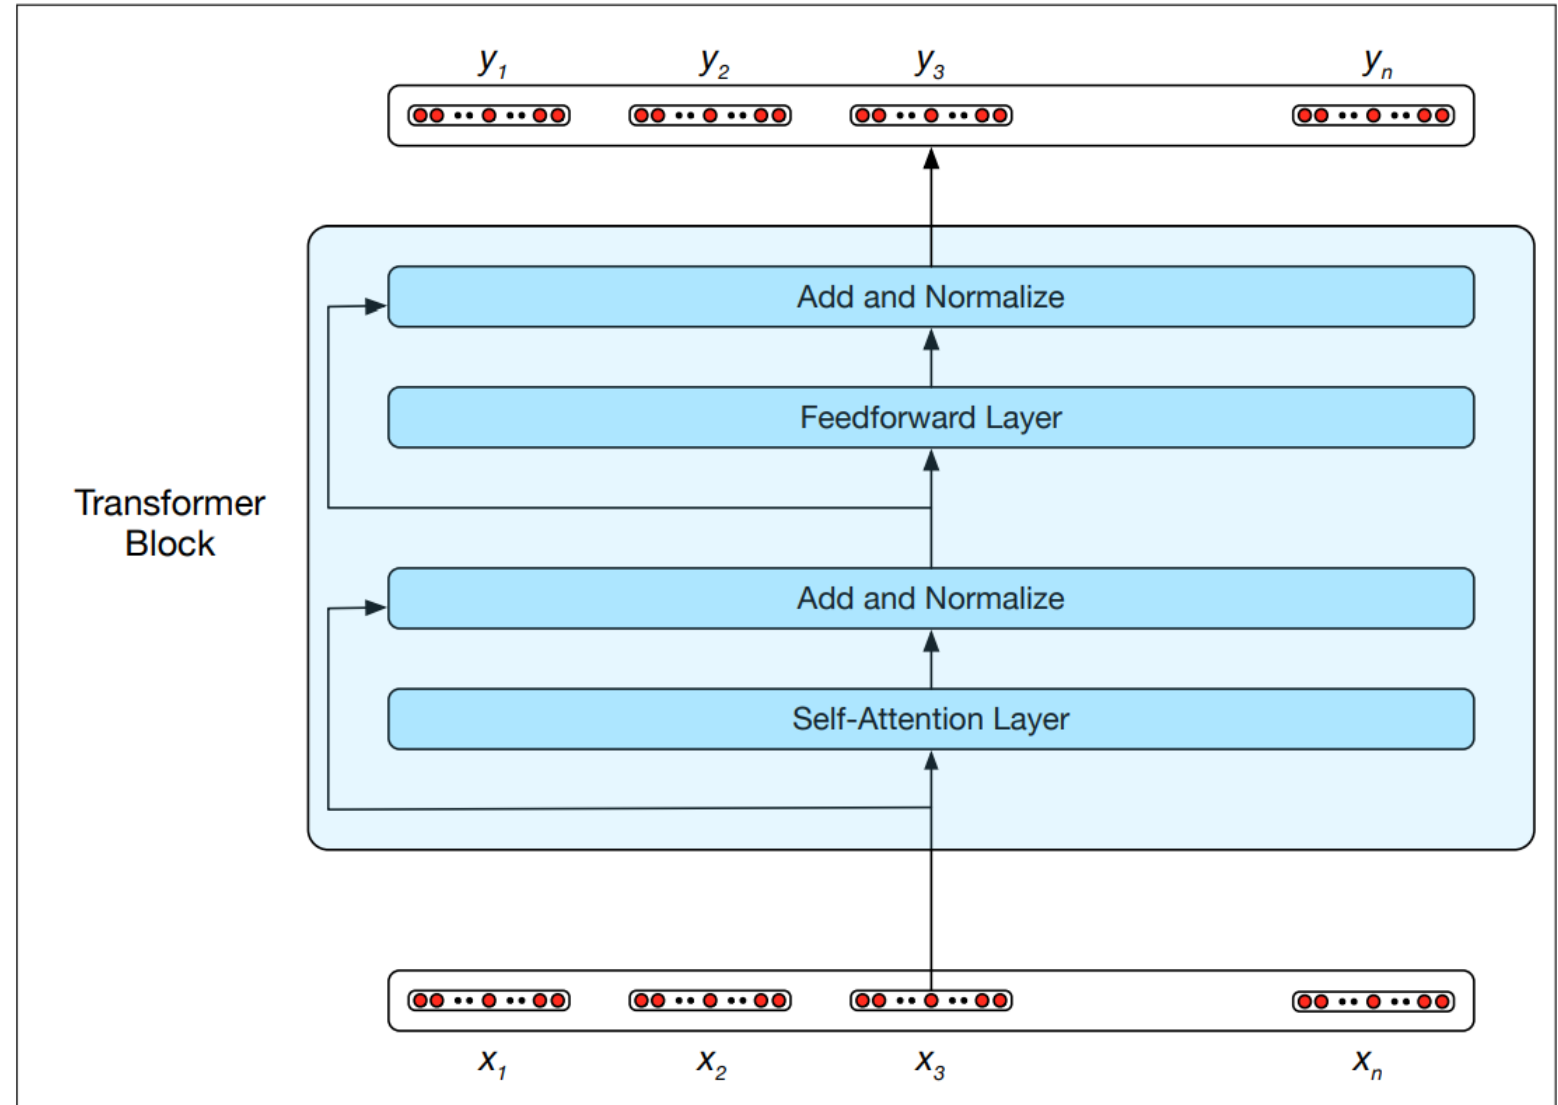 y1 y2 y3 yn
Add and Normalize
Feedforward Layer
Transformer
Block
Add and Normalize
Self-Attention Layer
x1 x2 x3 xn